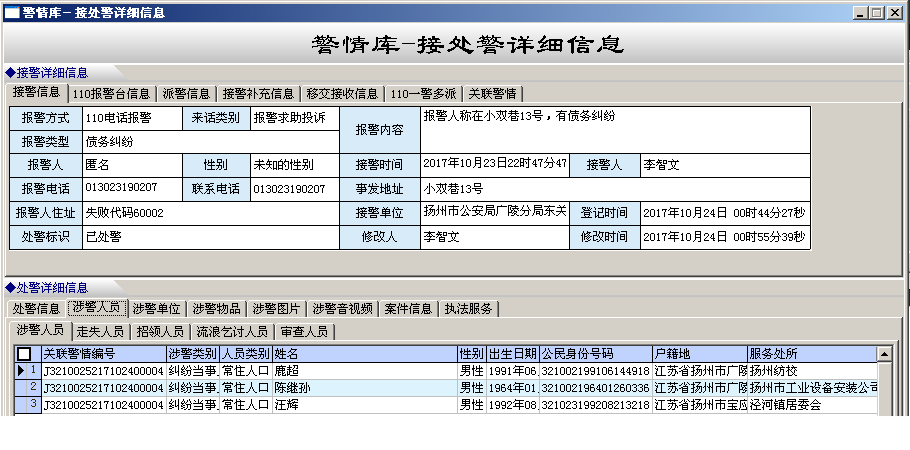 警情库－接处警详细信息
警情库-接处警详细信息
◆接警详细信息
接警信息 110报警台信息 派警信息 接警补充信息 移交接收信息 110一警多派 关联警情
报警方式 110电话报警 来话类别 报警求助投诉 报警内容 报警人称在小双巷13号，有债务纠纷
报警类型 债务纠纷
报警人 匿名 性别 未知的性别 接警时间 2017年10月23日22时47分47 接警人 李智文
报警电话 013023190207 联系电话 013023190207 事发地址 小双巷13号
报警人住址 失败代码60002 接警单位 扬州市公安局广陵分局东关 登记时间 2017年10月24日 00时44分27秒
处警标识 已处警 修改人 李智文 修改时间 2017年10月24日 00时55分39秒
◆处警详细信息
处警信息 涉警人员 涉警单位 涉警物品 涉警图片 涉警音视频 案件信息 执法服务
涉警人员 走失人员 招领人员 流浪乞讨人员 审查人员
关联警情编号 涉警类别 人员类别 姓名 性别 出生日期 公民身份号码 户籍地 服务处所
1 J3210025217102400004 纠纷当事 常住人口 鹿超 男性 1991年06 321002199106144918 江苏省扬州市广陵 扬州纺校
2 J3210025217102400004 纠纷当事 常住人口 陈继孙 男性 1964年01 321002196401260336 江苏省扬州市广陵 扬州市工业设备安装公司
3 J3210025217102400004 纠纷当事 常住人口 汪辉 男性 1992年08 321023199208213218 江苏省扬州市宝应 泾河镇居委会